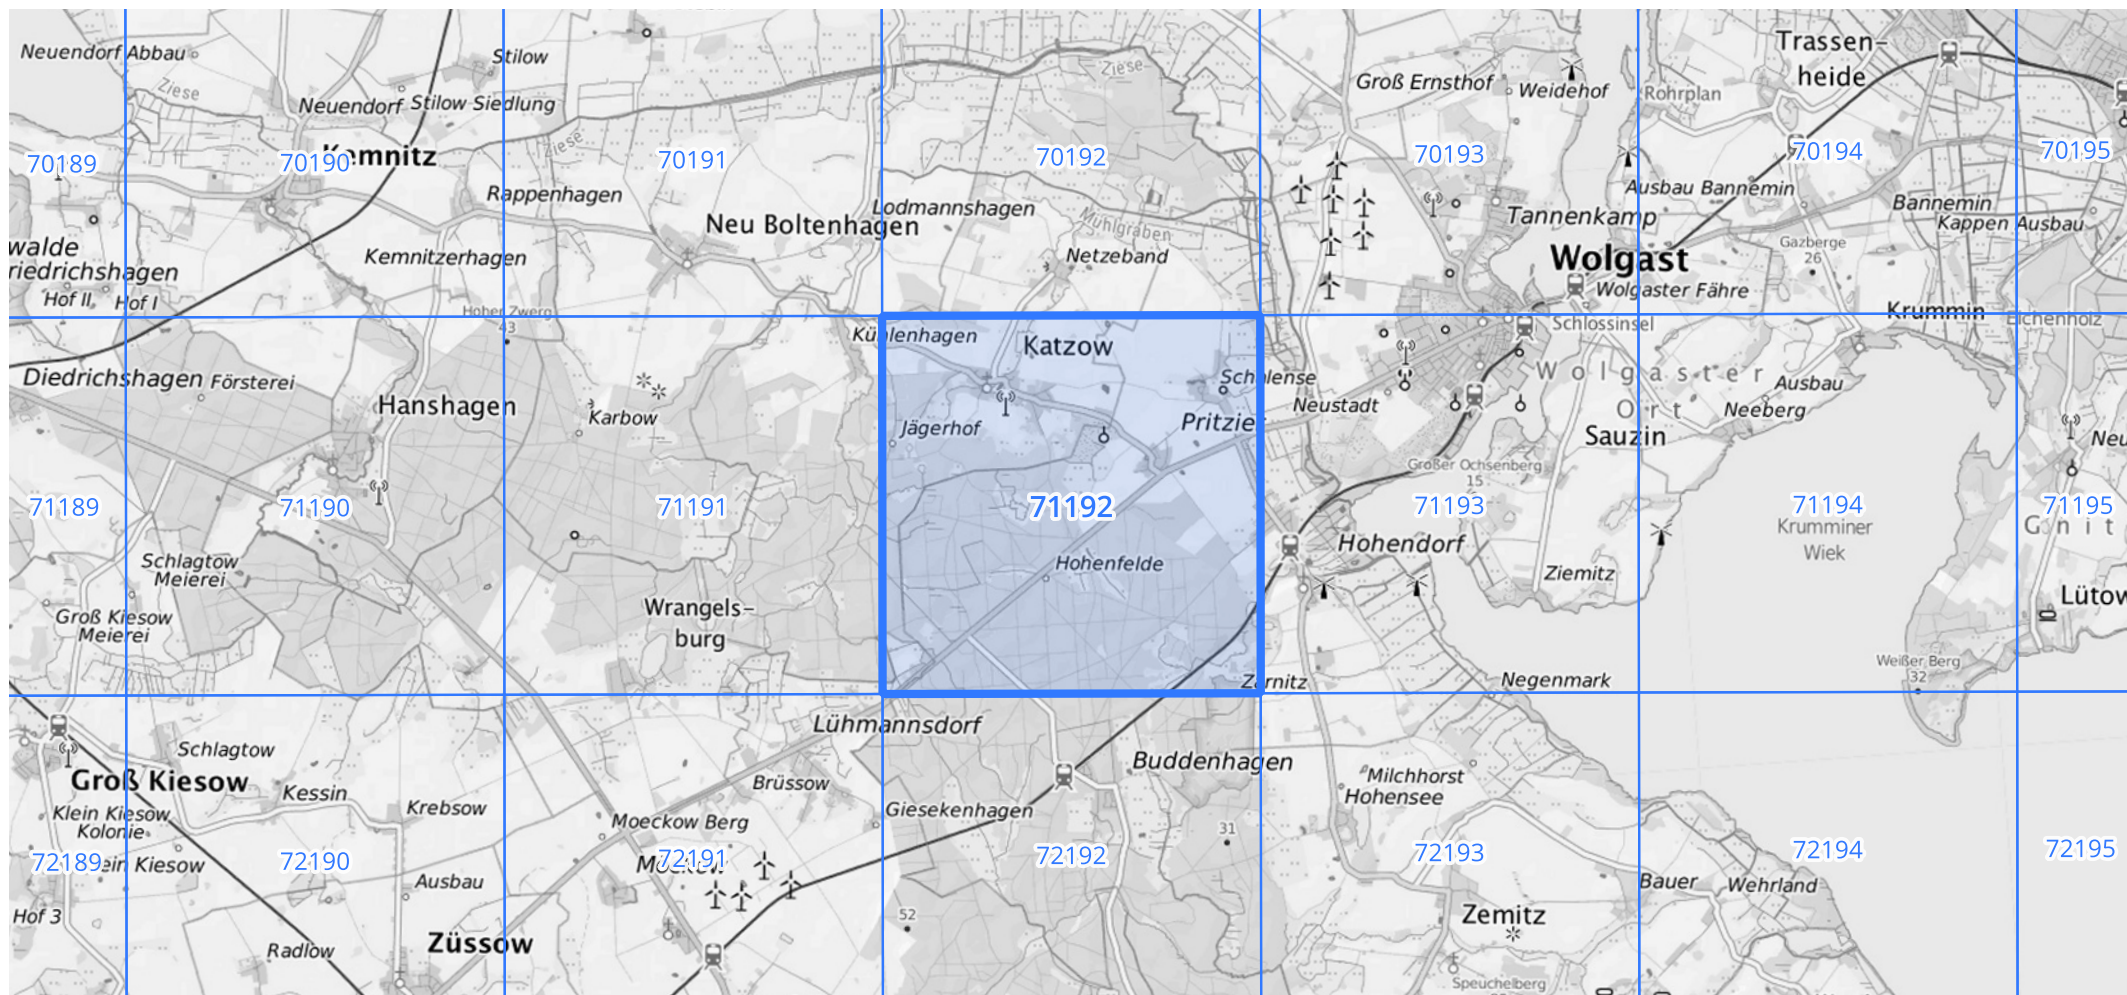 Neuendorf Abbau
Stilow
Ziese
Neuendorf
Stilow Siedlung
Kemnitz
Ziese
Ziese
Groß Ernsthof
Weidehof
Rohrplan
Trassen-
heide
70189
70190
70191
70192
70193
70194
70195
Rappenhagen
Neu Boltenhagen
Lodmannshagen
Mühlgraben
Netzeband
Tannenkamp
Ausbau Bannemin
Bannemin
Kappen Ausbau
walde
riedrichshagen
Hof II
Hof I
Kemnitzerhagen
Hoher Zwerg
43
Wolgast
Wolgaster Fähre
Gazberge
26
Krummin
Eichenholz
Schlossinsel
Kühlenhagen
Katzow
Schalense
Pritzier
Jägerhof
Hohenfelde
Diedrichshagen
Försterei
Hanshagen
Karbow
Neustadt
Wolgaster
Ort
Ausbau
Neeberg
Sauzin
Neu
Großer Ochsenberg
15
71189
71190
71191
71192
71193
71194
71195
Krumminer
Wiek
Gnit
Schlagtow
Meierei
Hohendorf
Ziemitz
Groß Kiesow
Meierei
Wrangels-
burg
Lütow
Weißer Berg
32
Zarnitz
Negenmark
Lühmannsdorf
Schlagtow
Groß Kiesow
Kessin
Krebsow
Brüssow
Buddenhagen
Milchhorst
Hohensee
Klein Kiesow
Kolonie
Moeckow Berg
Giesekenhagen
31
72189
72190
72191
72192
72193
72194
72195
ein Kiesow
Ausbau
Bauer
Wehrland
Hof 3
52
Radlow
Züssow
Zemitz
Speuchelberg